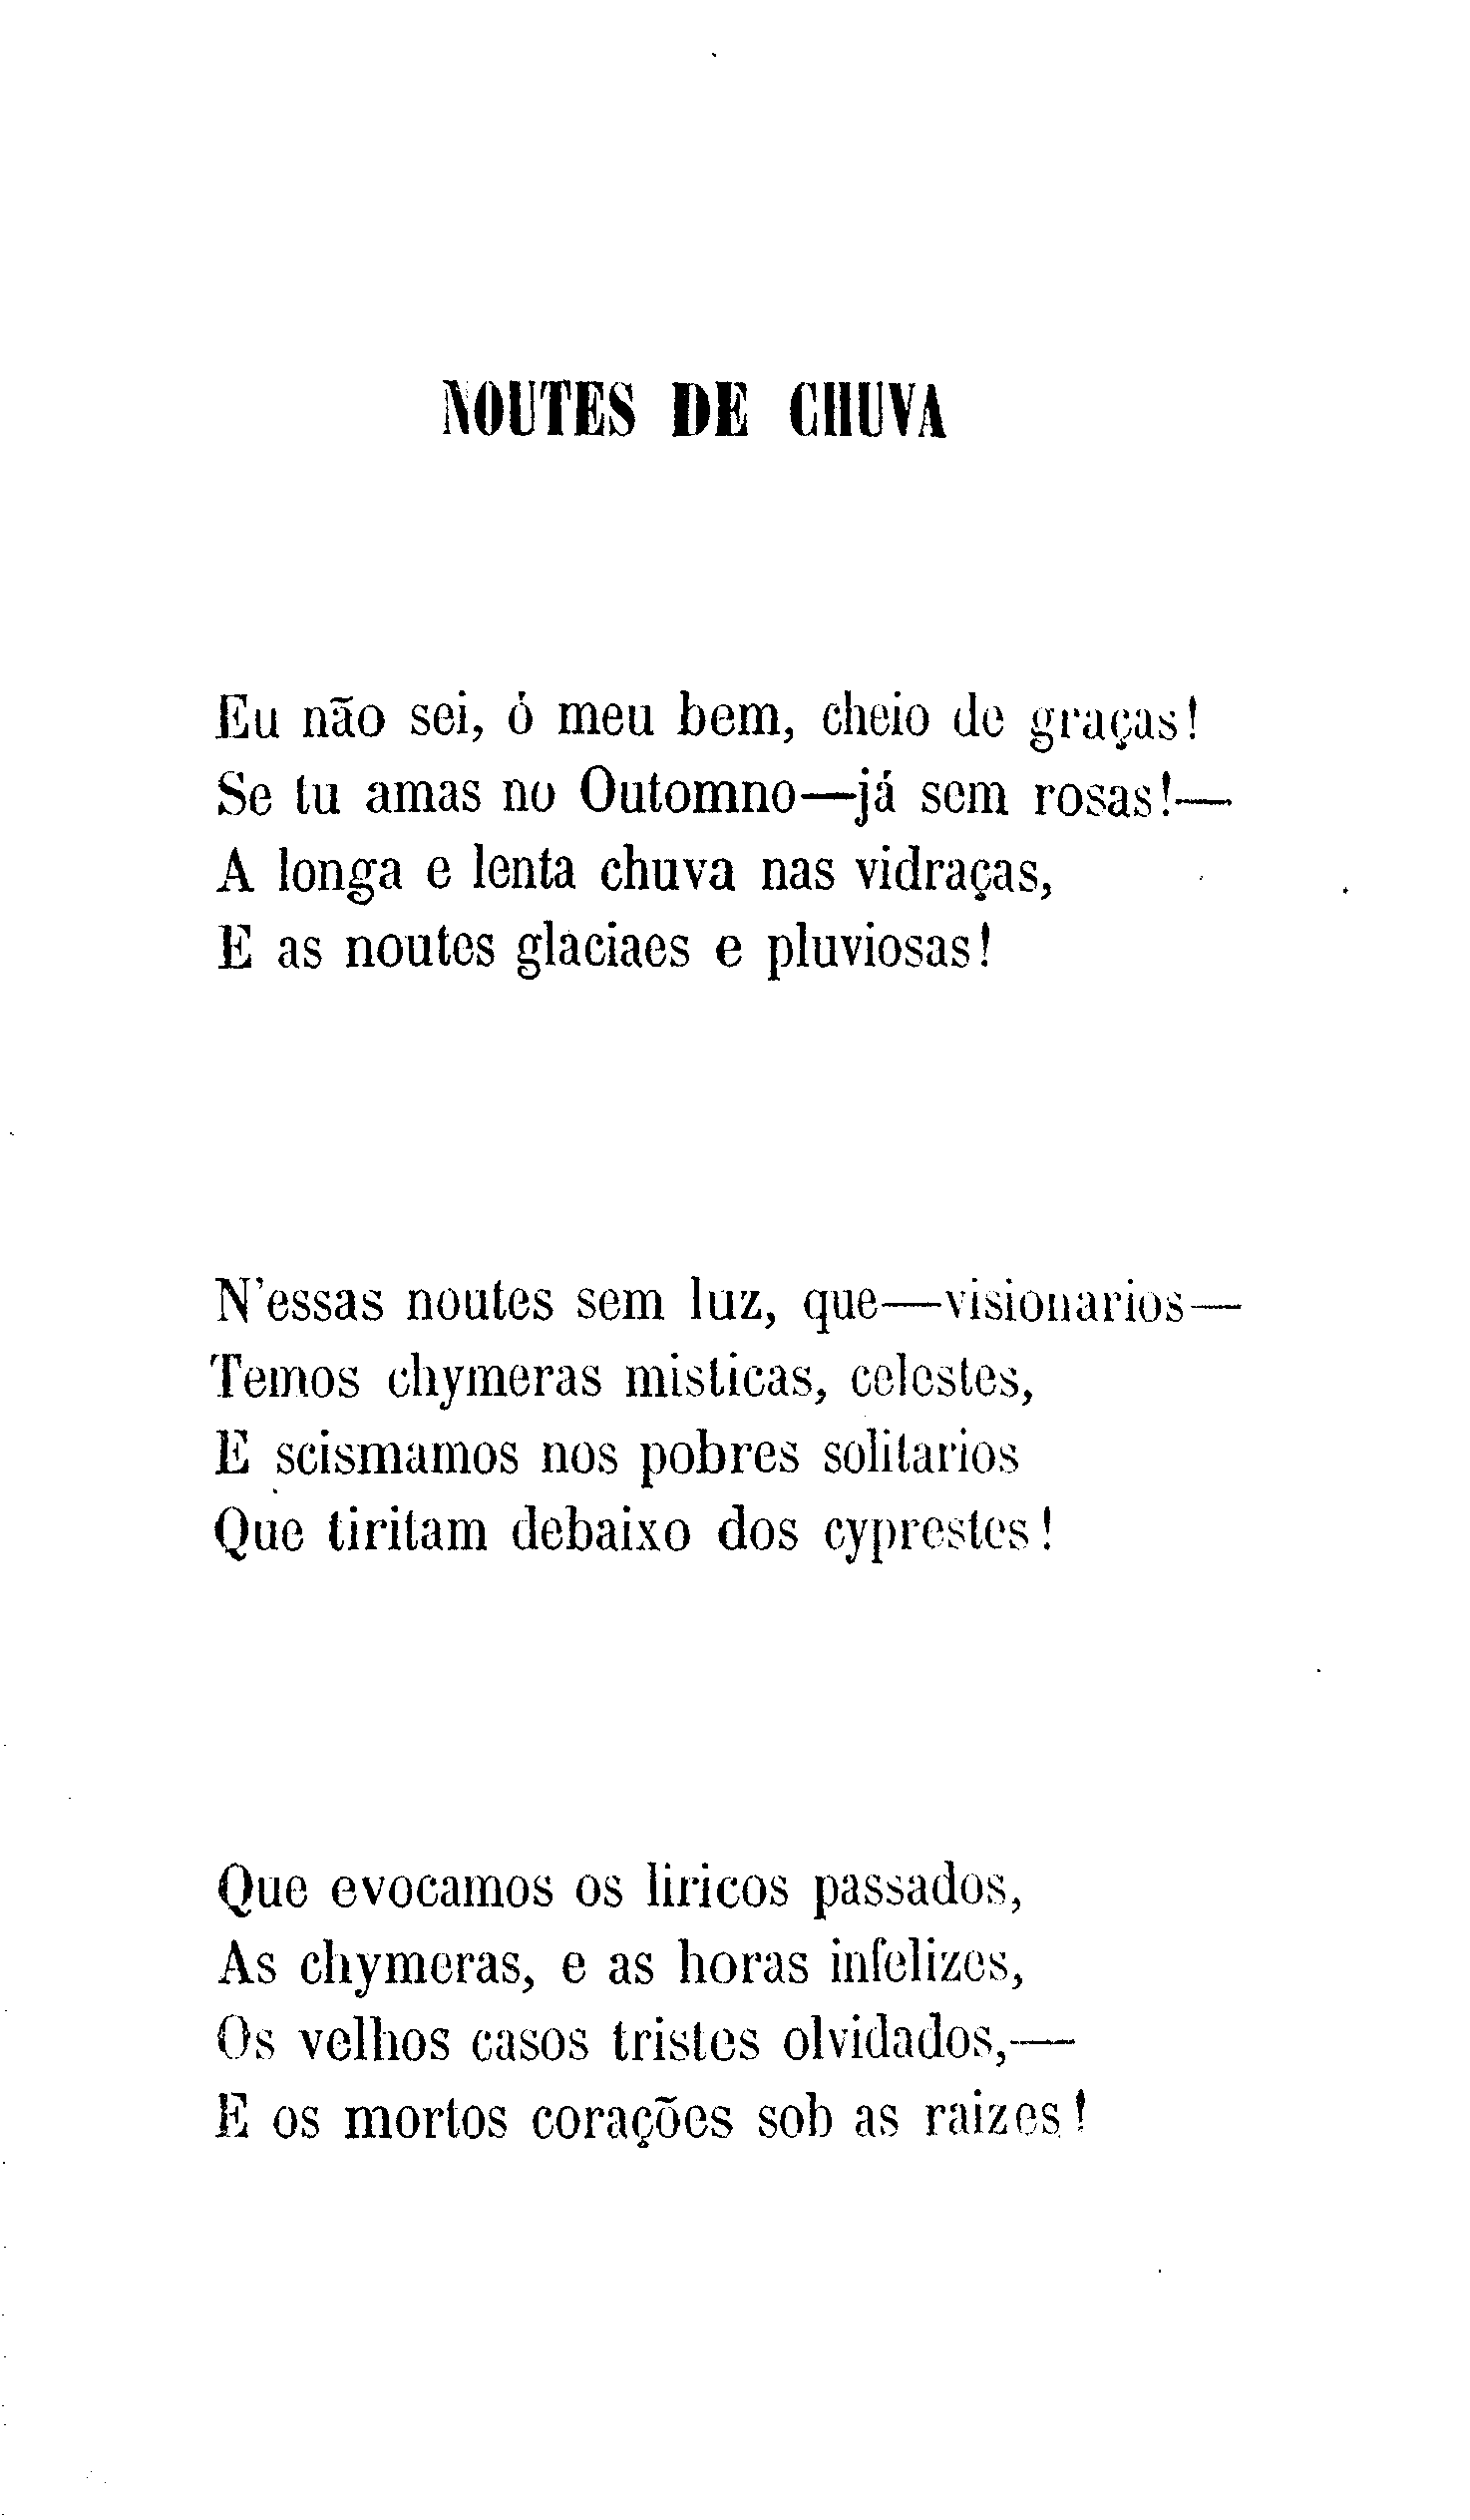 NOUTES DE CHUVA
Eu não sei, ó meu bem, cheio de graças!
Se tu amas no Outomno—já sem rosas!—
A longa e lenta chuva nas vidraças,
E as noutes glaciaes e pluviosas!
N'essas noutes sem luz, que—visionarios—
Temos chymeras misticas, celestes,
E scismamos nos pobres solitarios
Que tiritam debaixo dos cyprestes!
Que evocamos os liricos passados,
As chymeras, e as horas infelizes,
Os velhos casos tristes olvidados,—
E os mortos corações sob as raizes!